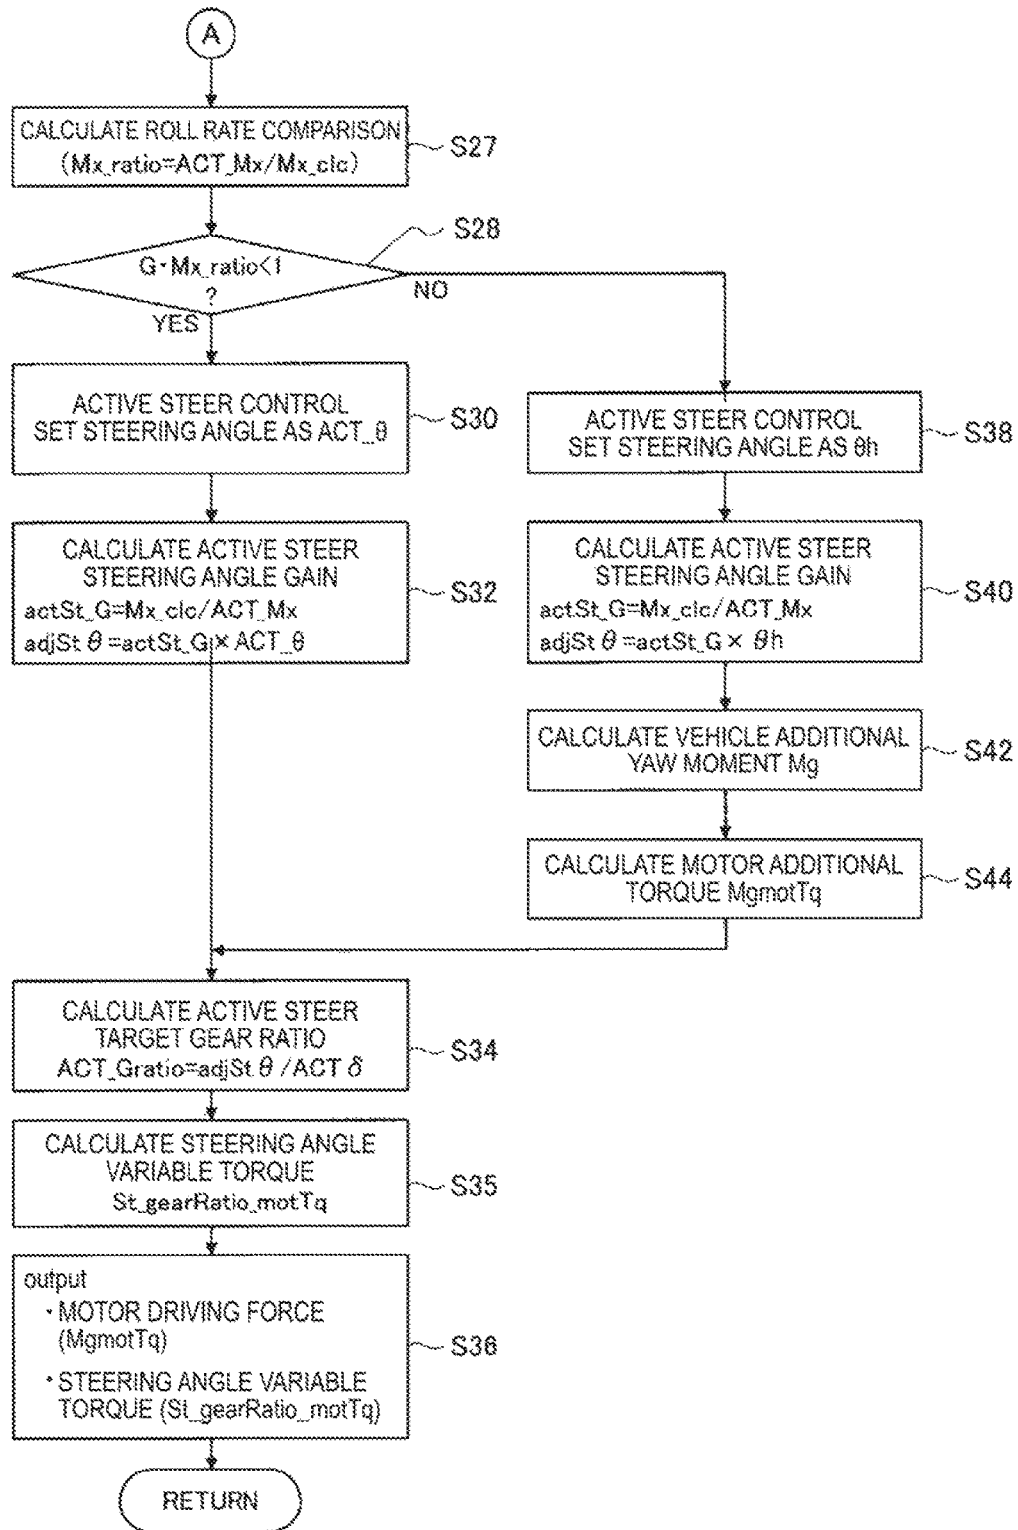 A
CALCULATE ROLL RATE COMPARISON
(Mx_ratio=ACT_Mx/Mx_clc)
S27
S28
G・Mx_ratio<1
?
NO
YES
ACTIVE STEER CONTROL
SET STEERING ANGLE AS ACT_θ
S30
ACTIVE STEER CONTROL
SET STEERING ANGLE AS θh
S38
CALCULATE ACTIVE STEER
STEERING ANGLE GAIN
actSt_G=Mx_clc/ACT_Mx
adjSt θ =actSt_G× ACT_θ
S32
CALCULATE ACTIVE STEER
STEERING ANGLE GAIN
actSt_G=Mx_clc/ACT_Mx
adjSt θ =actSt_G × θh
S40
CALCULATE VEHICLE ADDITIONAL
YAW MOMENT Mg
S42
CALCULATE MOTOR ADDITIONAL
TORQUE MgmotTq
S44
CALCULATE ACTIVE STEER
TARGET GEAR RATIO
ACT_Gratio=adjSt θ /ACT δ
S34
CALCULATE STEERING ANGLE
VARIABLE TORQUE
St_gearRatio_motTq
S35
output
・MOTOR DRIVING FORCE
(MgmotTq)
・STEERING ANGLE VARIABLE
TORQUE (St_gearRatio_motTq)
S36
RETURN